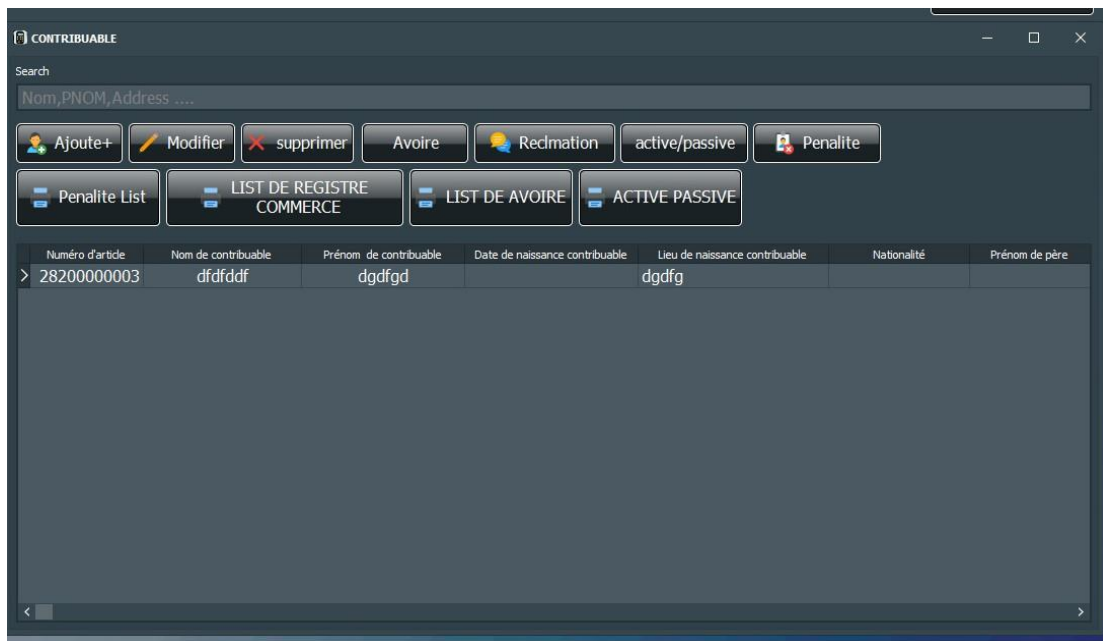 CONTRIBUABLE
Search
Nom,PNOM,Address ....
Ajoute+ Modifier supprimer Avoire Reclmation active/passive Penalite
Penalite List LIST DE REGISTRE COMMERCE LIST DE AVOIRE ACTIVE PASSIVE
Numéro d'article Nom de contribuable Prénom de contribuable Date de naissance contribuable Lieu de naissance contribuable Nationalité Prénom de père
28200000003 dfdfddf dgdfgd dgdfg